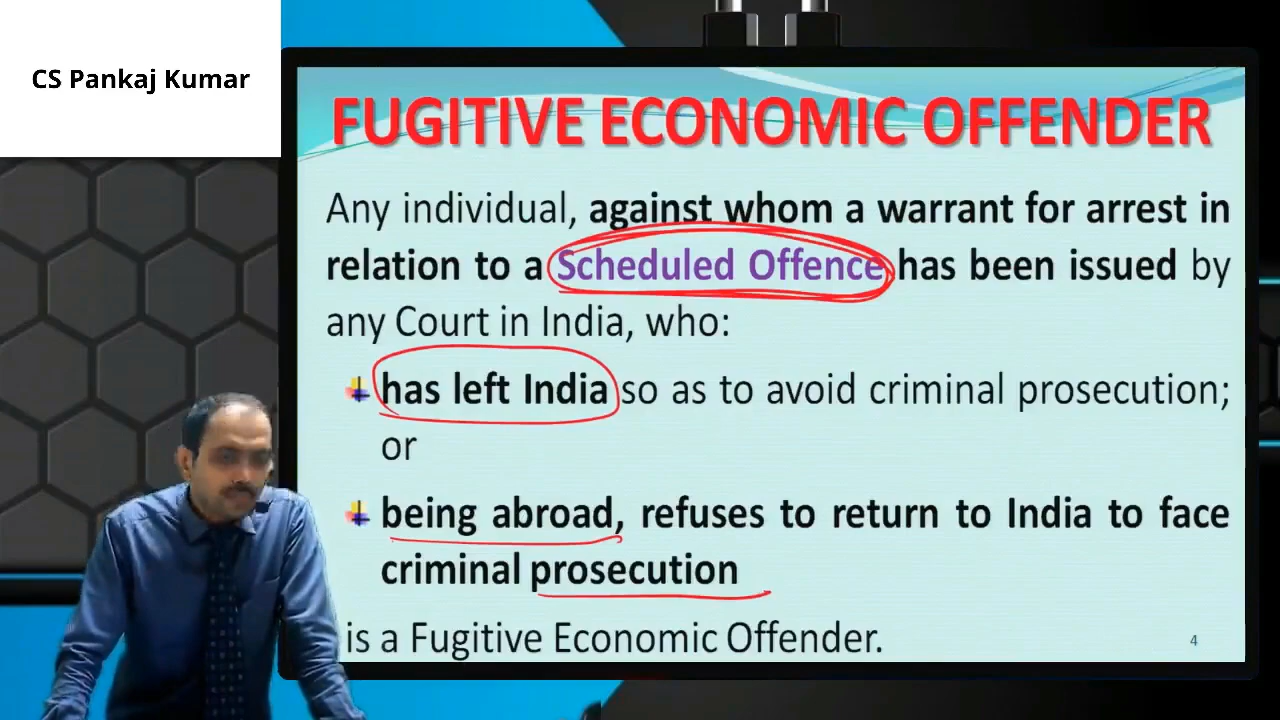 CS Pankaj Kumar
FUGITIVE ECONOMIC OFFENDER
Any individual, against whom a warrant for arrest in
relation to a Scheduled Offence has been issued by
any Court in India, who:
has left India so as to avoid criminal prosecution;
or
being abroad, refuses to return to India to face
criminal prosecution
is a Fugitive Economic Offender.
4